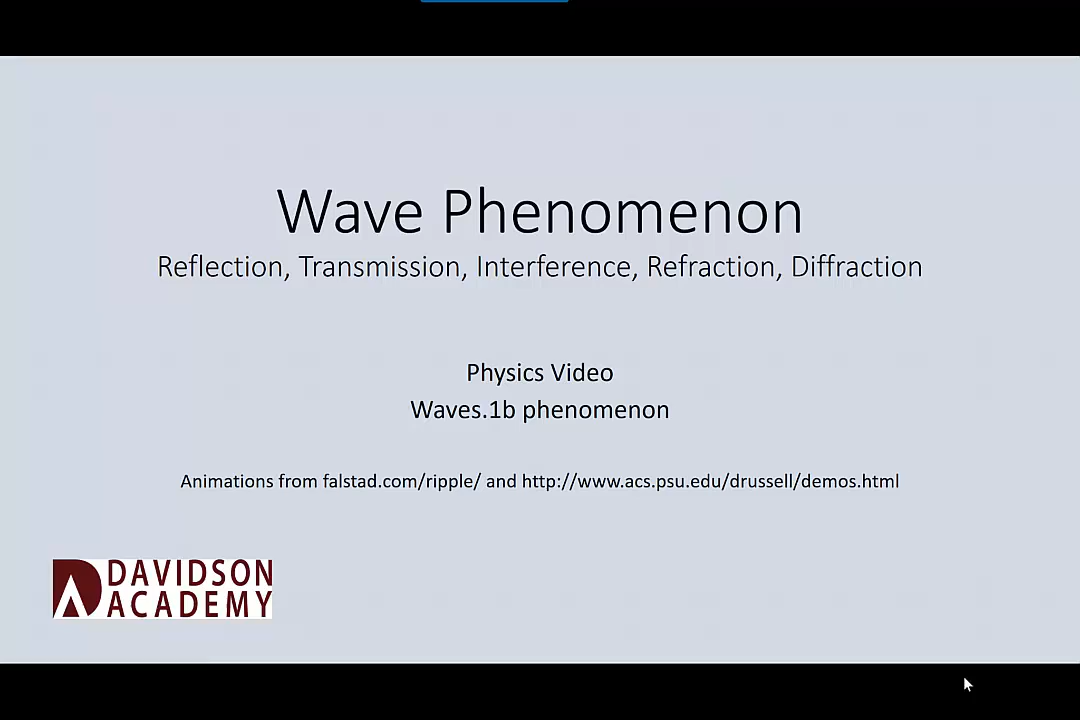 Wave Phenomenon
Reflection, Transmission, Interference, Refraction, Diffraction
Physics Video
Waves.1b phenomenon
Animations from falstad.com/ripple/ and http://www.acs.psu.edu/drussell/demos.html
DAVIDSON
ACADEMY